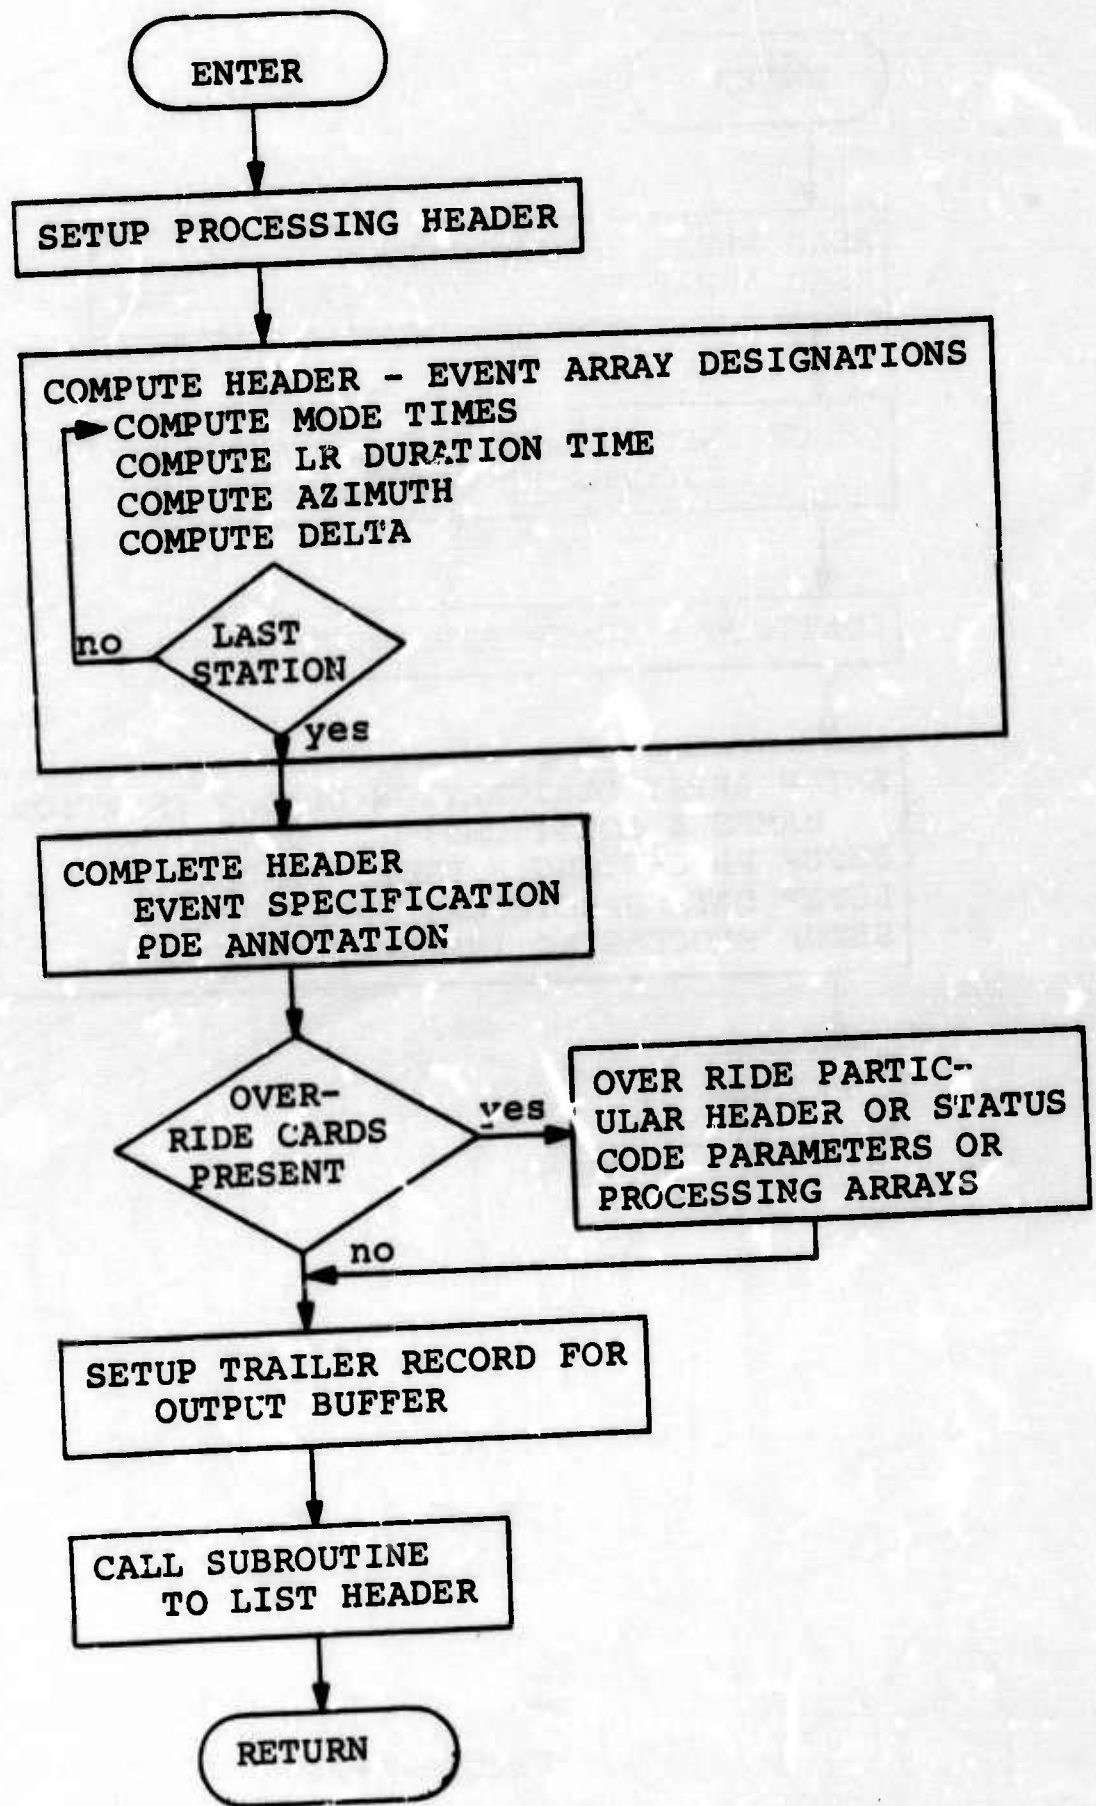 ENTER
SETUP PROCESSING HEADER
COMPUTE HEADER - EVENT ARRAY DESIGNATIONS
COMPUTE MODE TIMES
COMPUTE LR DURATION TIME
COMPUTE AZIMUTH
COMPUTE DELTA
no
LAST
STATION
yes
COMPLETE HEADER
EVENT SPECIFICATION
PDE ANNOTATION
OVER-
RIDE CARDS
PRESENT
yes
OVER RIDE PARTIC-
ULAR HEADER OR STATUS
CODE PARAMETERS OR
PROCESSING ARRAYS
no
SETUP TRAILER RECORD FOR
OUTPUT BUFFER
CALL SUBROUTINE
TO LIST HEADER
RETURN